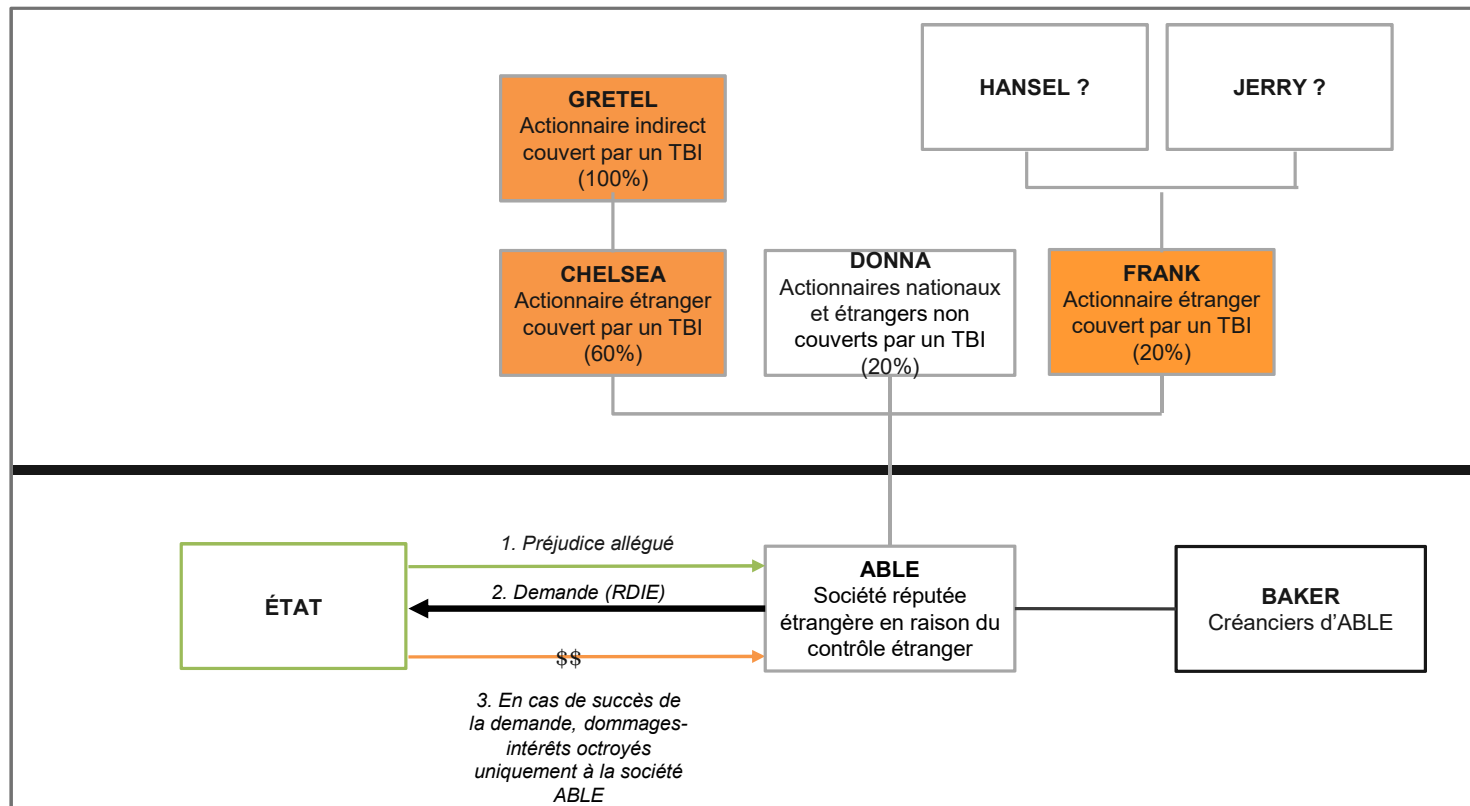 HANSEL ?
JERRY ?
GRETEL
Actionnaire indirect
couvert par un TBI
(100%)
CHELSEA
Actionnaire étranger
couvert par un TBI
(60%)
DONNA
Actionnaires nationaux
et étrangers non
couverts par un TBI
(20%)
FRANK
Actionnaire étranger
couvert par un TBI
(20%)
ÉTAT
1. Préjudice allégué
2. Demande (RDIE)
$$
3. En cas de succès de
la demande, dommages-
intérêts octroyés
uniquement à la société
ABLE
ABLE
Société réputée
étrangère en raison du
contrôle étranger
BAKER
Créanciers d’ABLE